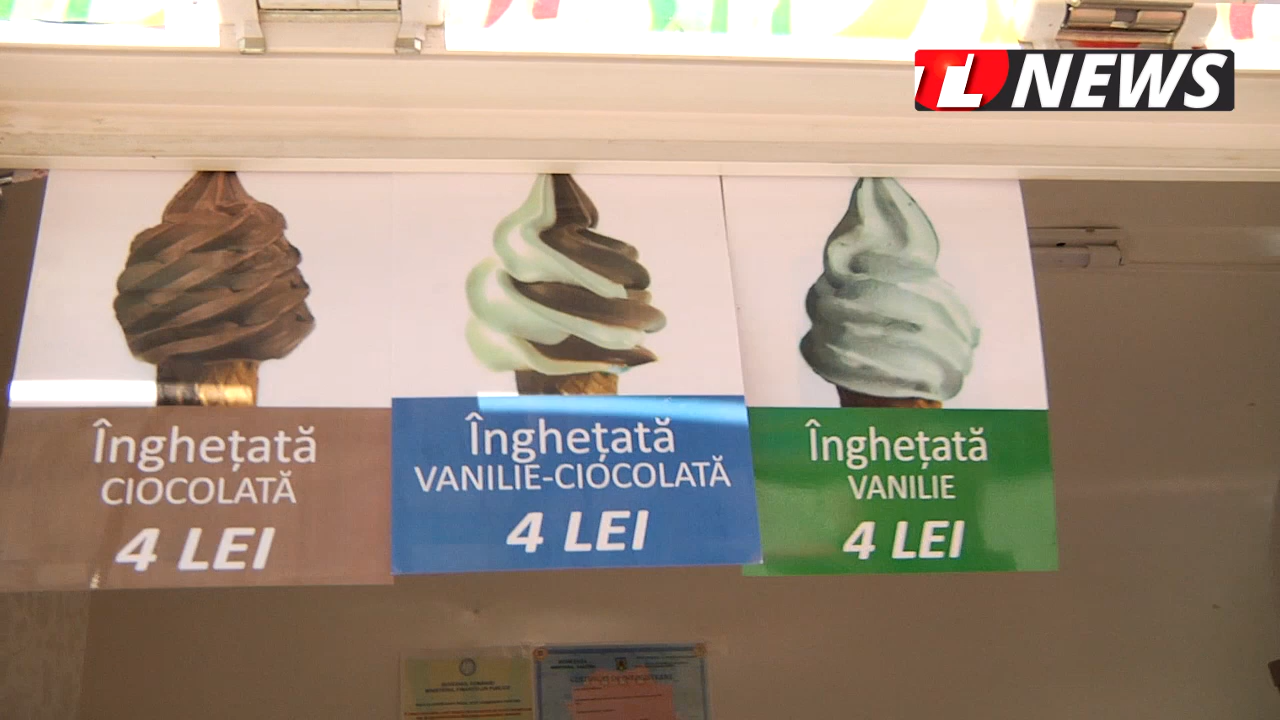 TL NEWS
Înghețată
CIOCOLATĂ
4 LEI
Înghețată
VANILIE-CIOCOLATĂ
4 LEI
Înghețată
VANILIE
4 LEI